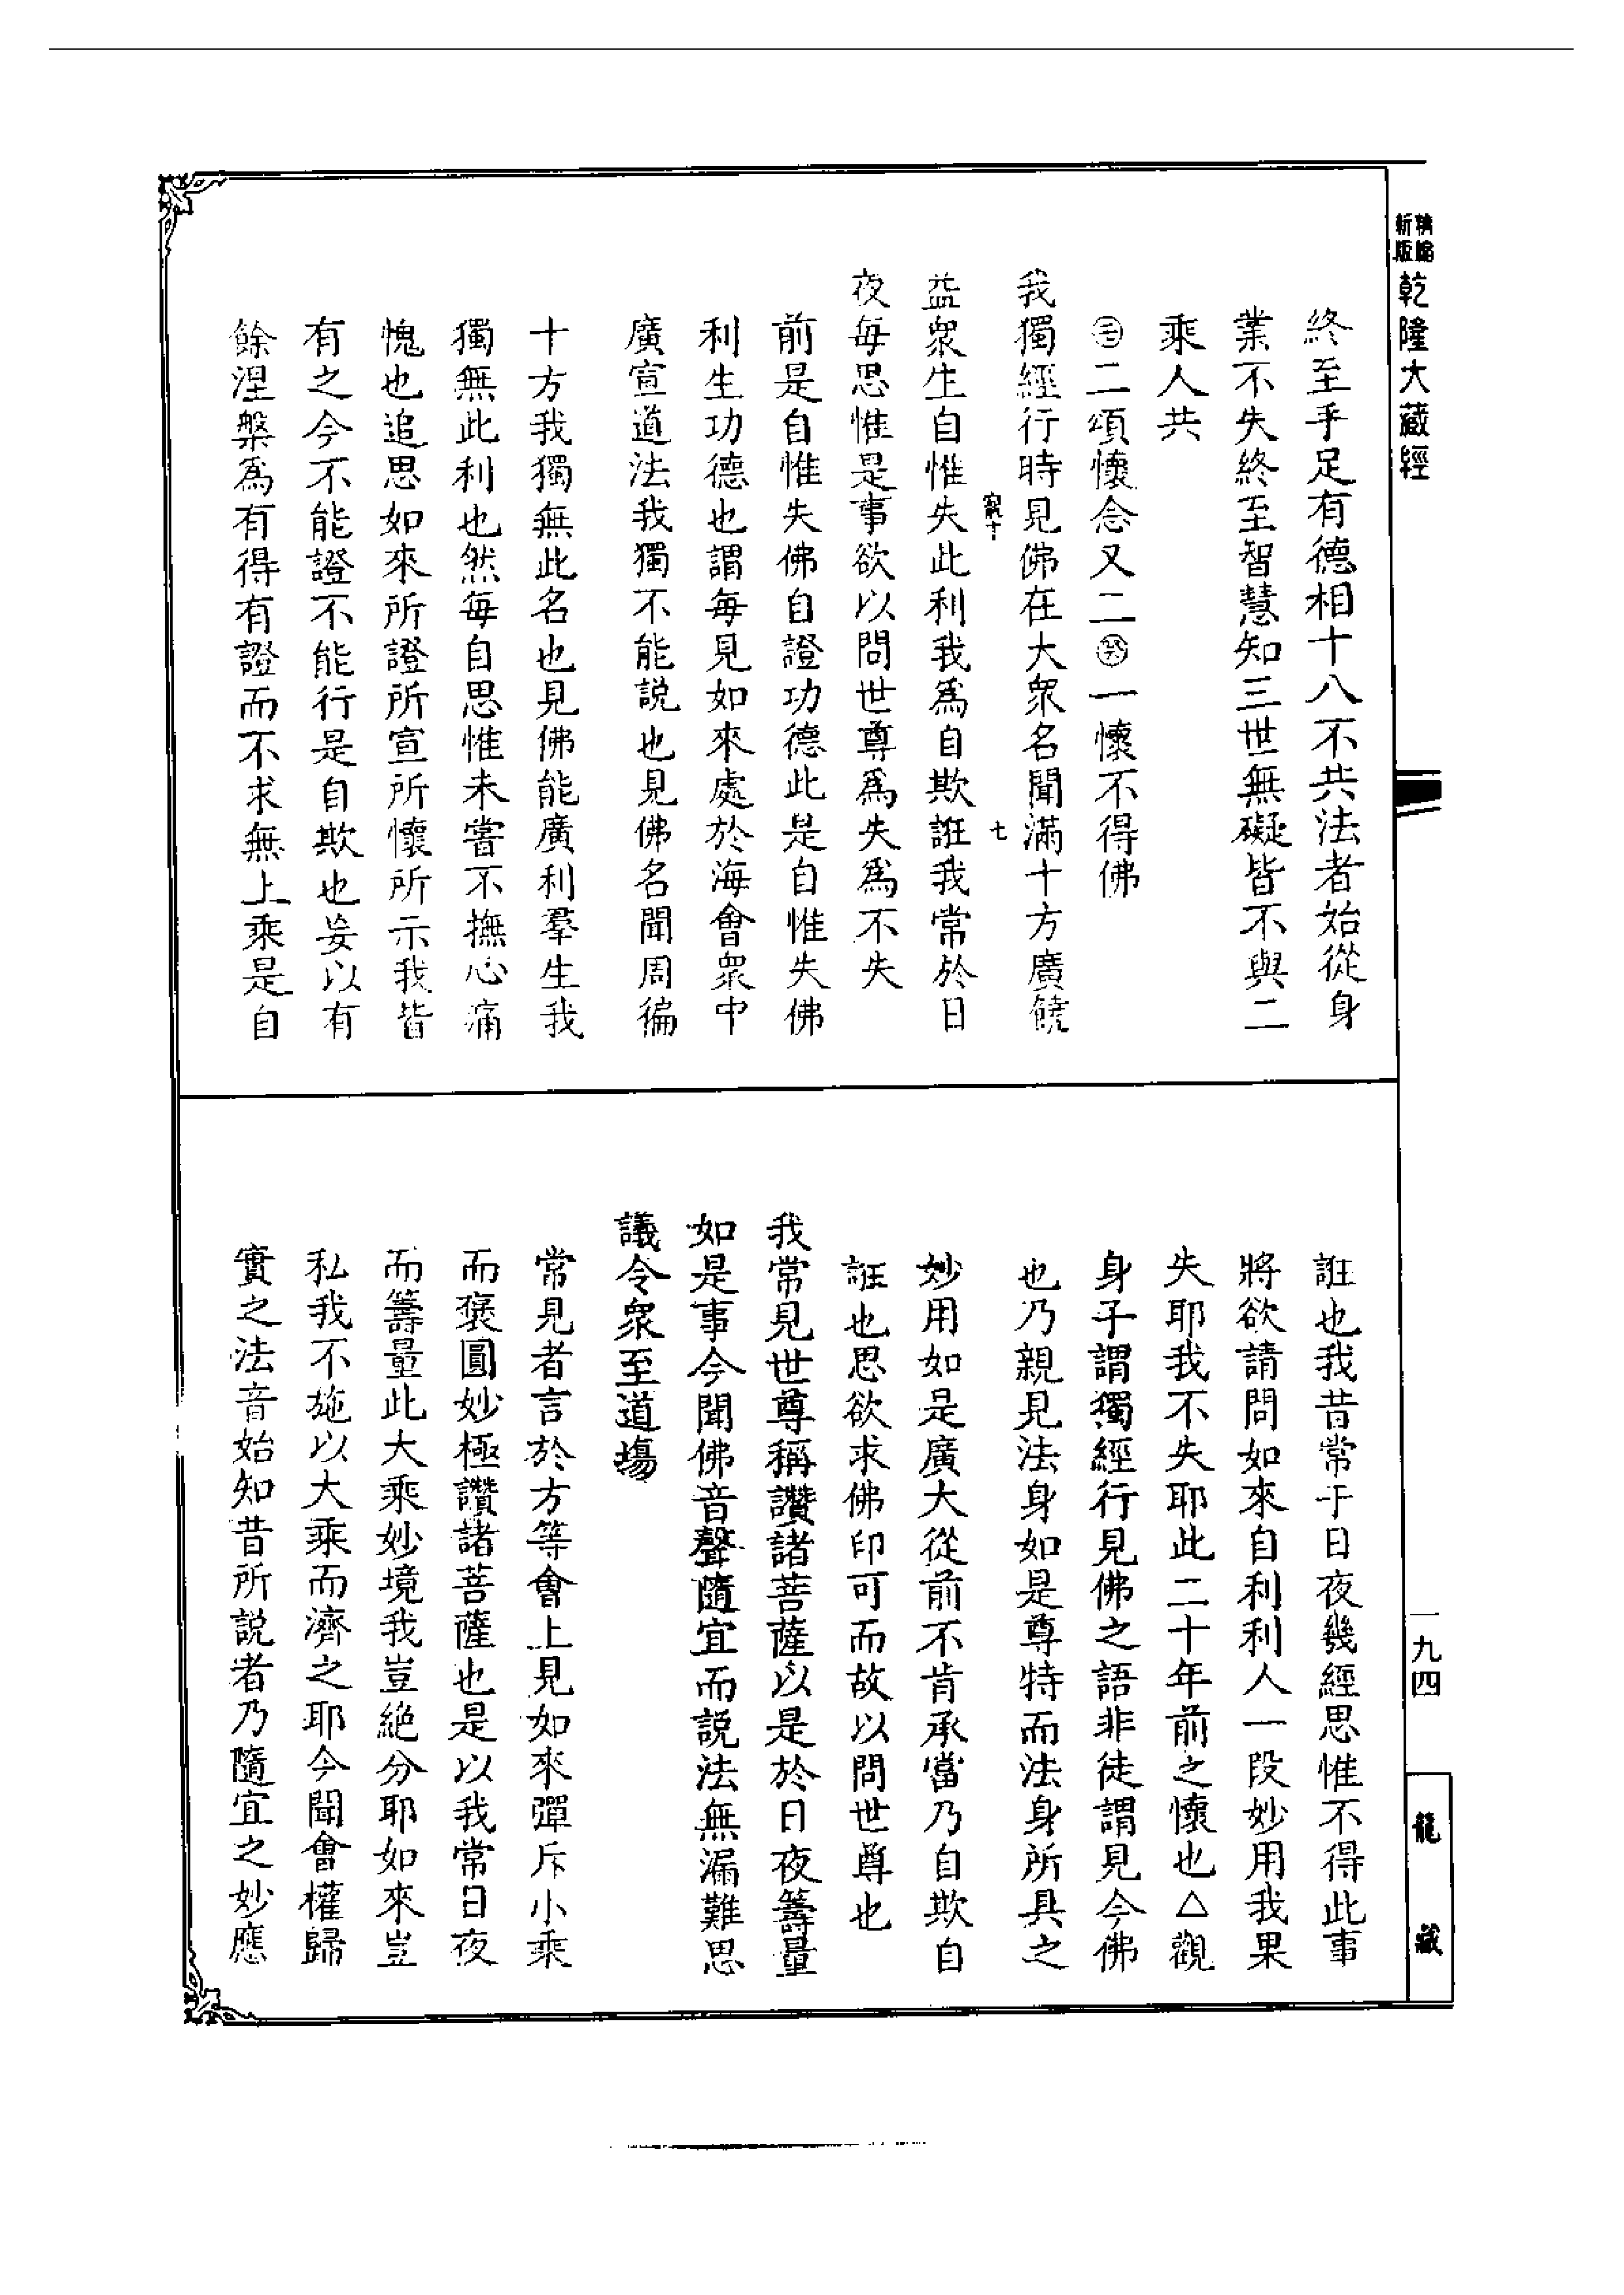 新版精編乾隆大藏經
終至手足有德相十八不共法者始從身
業不失終至智慧知三世無礙皆不與二
乘人共
㊂二頌懷念又二㊌一懷不得佛
我獨經行時見佛在大衆名聞滿十方廣饒
益衆生自惟失此利我爲自欺誑我常於日
夜每思惟是事欲以問世尊爲失爲不失
前是自惟失佛自證功德此是自惟失佛
利生功德也謂每見如來處於海會衆中
廣宣道法我獨不能說也見佛名聞周徧
十方我獨無此名也見佛能廣利羣生我
獨無此利也然每自思惟未嘗不撫心痛
愧也追思如來所證所宣所懷所示我皆
有之今不能證不能行是自欺也妄以有
餘涅槃爲有得有證而不求無上乘是自
誑也我昔常于日夜幾經思惟不得此事
將欲請問如來自利利人一段妙用我果
失耶我不失耶此二十年前之懷也△觀
身子謂獨經行見佛之語非徒謂見今佛
也乃親見法身如是尊特而法身所具之
妙用如是廣大從前不肯承當乃自欺自
誑也思欲求佛印可而故以問世尊也
我常見世尊稱讚諸菩薩以是於日夜籌量
如是事今聞佛音聲隨宜而説法無漏難思
議令衆至道塲
常見者言於方等會上見如來彈斥小乘
而褒圓妙極讚諸菩薩也是以我常日夜
而籌量此大乘妙境我豈絶分耶如來豈
私我不施以大乘而濟之耶今聞會權歸
實之法音始知昔所説者乃隨宜之妙應
一九四
龍藏